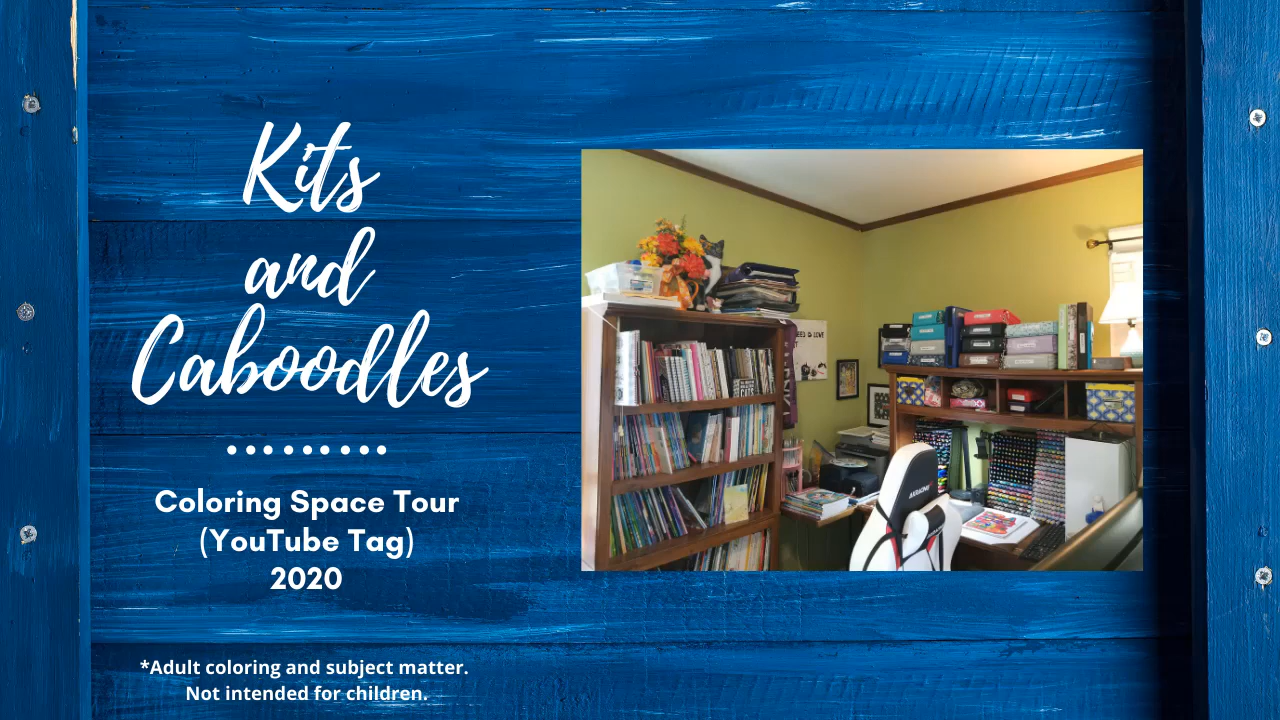 Kits
and
Caboodles
Coloring Space Tour
(YouTube Tag)
2020
*Adult coloring and subject matter.
Not intended for children.